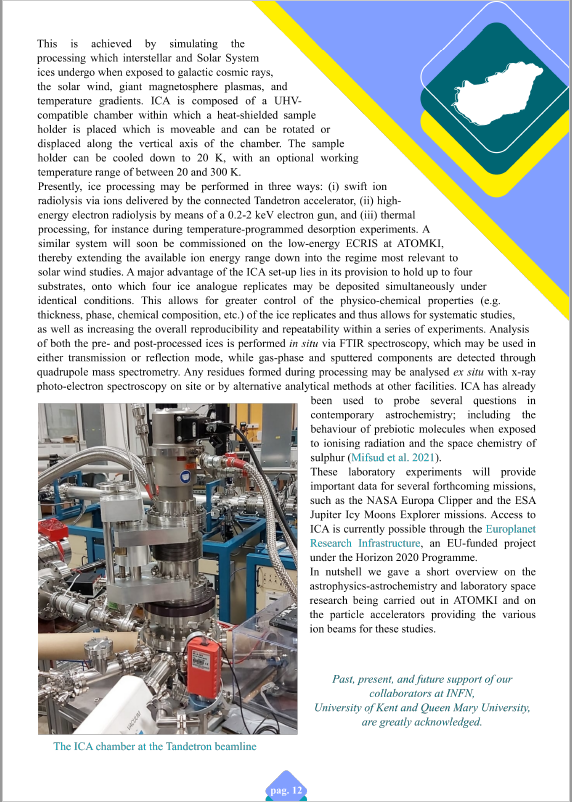 This is achieved by simulating the
processing which interstellar and Solar System
ices undergo when exposed to galactic cosmic rays,
the solar wind, giant magnetosphere plasmas, and
temperature gradients. ICA is composed of a UHV-
compatible chamber within which a heat-shielded sample
holder is placed which is moveable and can be rotated or
displaced along the vertical axis of the chamber. The sample
holder can be cooled down to 20 K, with an optional working
temperature range of between 20 and 300 K.
Presently, ice processing may be performed in three ways: (i) swift ion
radiolysis via ions delivered by the connected Tandetron accelerator, (ii) high-
energy electron radiolysis by means of a 0.2-2 keV electron gun, and (iii) thermal
processing, for instance during temperature-programmed desorption experiments. A
similar system will soon be commissioned on the low-energy ECRIS at ATOMKI,
thereby extending the available ion energy range down into the regime most relevant to
solar wind studies. A major advantage of the ICA set-up lies in its provision to hold up to four
substrates, onto which four ice analogue replicates may be deposited simultaneously under
identical conditions. This allows for greater control of the physico-chemical properties (e.g.
thickness, phase, chemical composition, etc.) of the ice replicates and thus allows for systematic studies,
as well as increasing the overall reproducibility and repeatability within a series of experiments. Analysis
of both the pre- and post-processed ices is performed in situ via FTIR spectroscopy, which may be used in
either transmission or reflection mode, while gas-phase and sputtered components are detected through
quadrupole mass spectrometry. Any residues formed during processing may be analysed ex situ with x-ray
photo-electron spectroscopy on site or by alternative analytical methods at other facilities. ICA has already
been used to probe several questions in
contemporary astrochemistry; including the
behaviour of prebiotic molecules when exposed
to ionising radiation and the space chemistry of
sulphur (Mifsud et al. 2021).
These laboratory experiments will provide
important data for several forthcoming missions,
such as the NASA Europa Clipper and the ESA
Jupiter Icy Moons Explorer missions. Access to
ICA is currently possible through the Europlanet
Research Infrastructure, an EU-funded project
under the Horizon 2020 Programme.
In nutshell we gave a short overview on the
astrophysics-astrochemistry and laboratory space
research being carried out in ATOMKI and on
the particle accelerators providing the various
ion beams for these studies.
Past, present, and future support of our
collaborators at INFN,
University of Kent and Queen Mary University,
are greatly acknowledged.
The ICA chamber at the Tandetron beamline
pag. 12